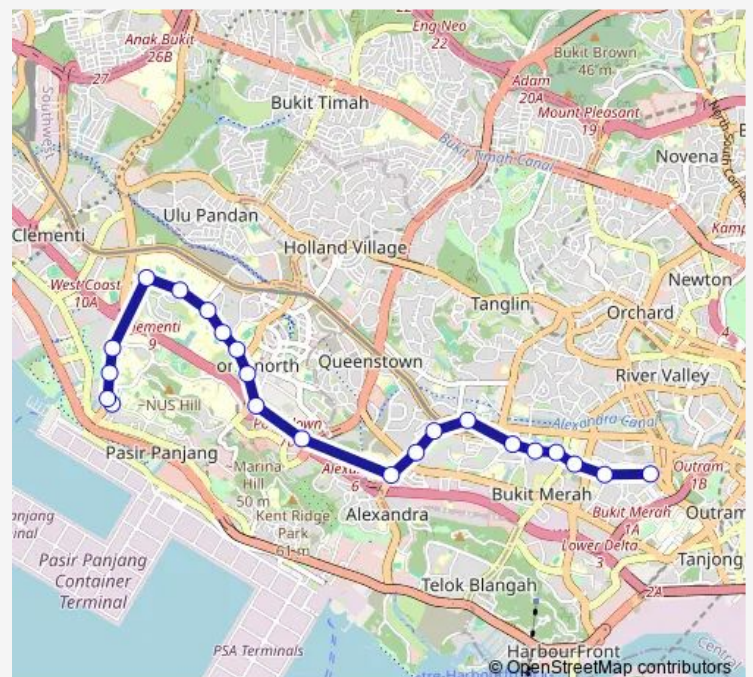 Eng Neo
22
Anak Bukit
26B
27
Bukit Brown
46 m
Adam
20A
Mount Pleasant
19
Bukit Timah
Bukit Timah Canal
Novena
Southwest
Ulu Pandan
Clementi
Holland Village
West Coast
10A
Newton
Tanglin
Orchard
4
Clementi
9
Queenstown
River Valley
NUS Hill
Alexandra Canal
Pasir Panjang
6
Outram
1B
Marina
Hill
50 m
Bukit Merah
Kent Ridge
Park
61 m
Alexandra
Bukit Merah
1A
Outram
Lower Delta
3
Pasir Panjang
Container
Terminal
Tanjong
Telok Blangah
2A
PSA Terminals
HarbourFront
Central
© OpenStreetMap contributors